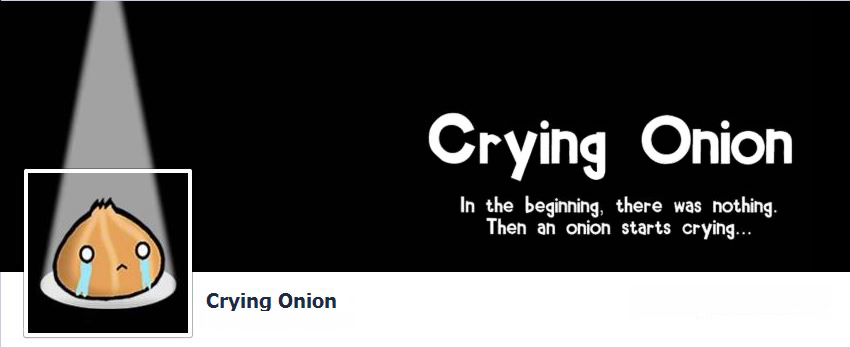 Crying Onion
In the beginning, there was nothing.
Then an onion starts crying...
Crying Onion